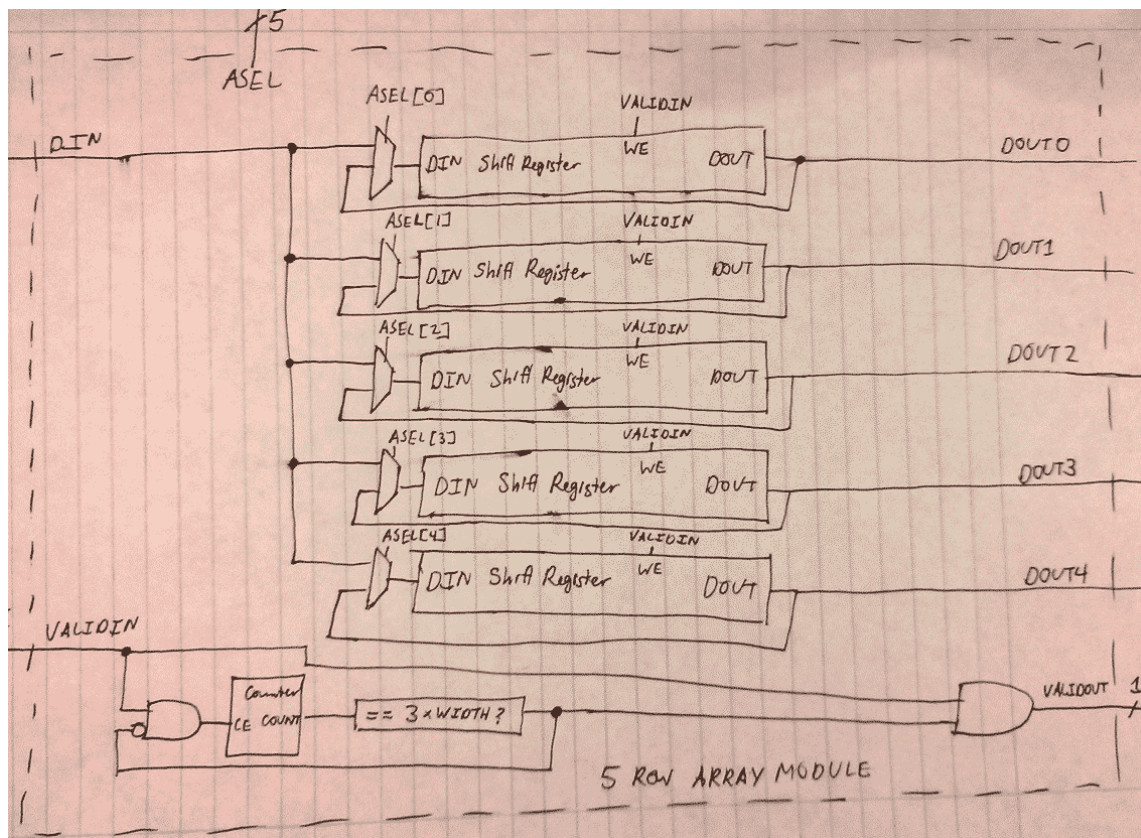 5
ASEL
ASEL[0]
VALIDIN
DIN
DOUT0
DIN Shift Register WE DOUT
ASEL[1]
VALIDIN
DOUT1
DIN Shift Register WE DOUT
ASEL[2]
VALIDIN
DOUT2
DIN Shift Register WE DOUT
ASEL[3]
VALIDIN
DOUT3
DIN Shift Register WE DOUT
ASEL[4]
VALIDIN
DOUT4
DIN Shift Register WE DOUT
VALIDIN
Counter
CE COUNT
== 3 x WIDTH?
VALIDOUT
1
5 ROW ARRAY MODULE